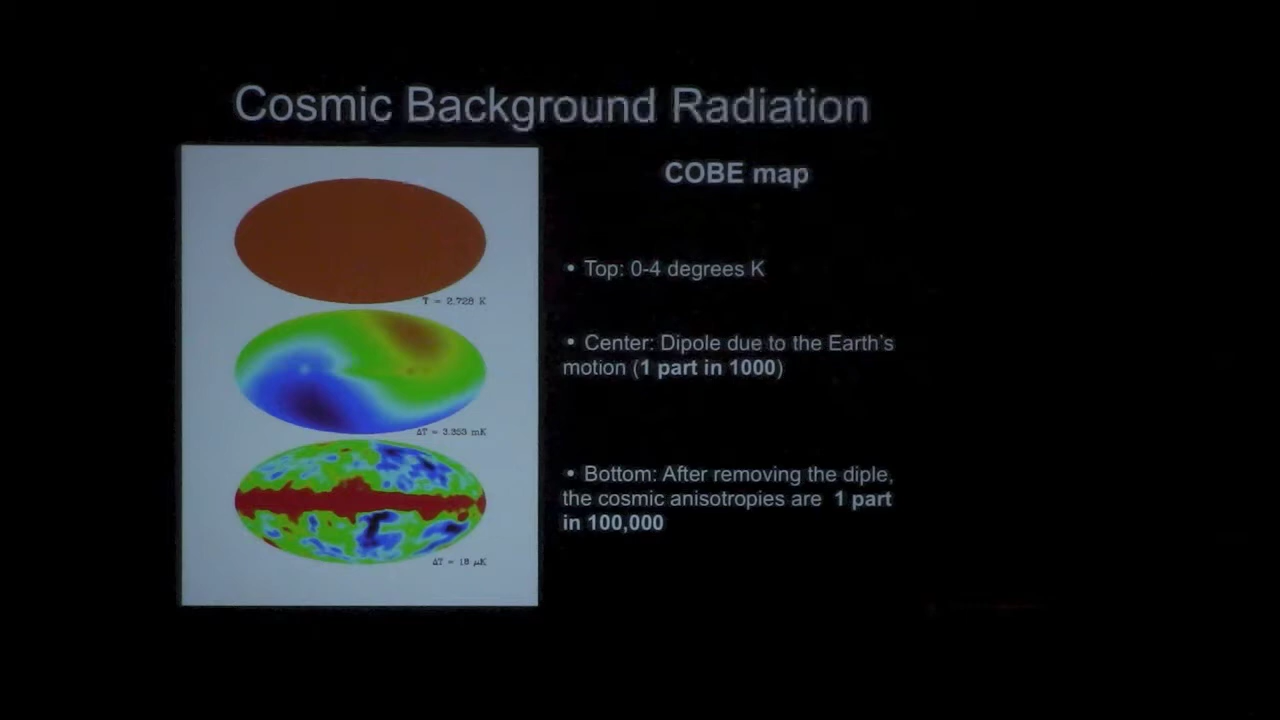 Cosmic Background Radiation
COBE map
• Top: 0-4 degrees K
T = 2.728 K
• Center: Dipole due to the Earth's
motion (1 part in 1000)
ΔT = 3.353 mK
• Bottom: After removing the diple,
the cosmic anisotropies are 1 part
in 100,000
ΔT = 18 μK